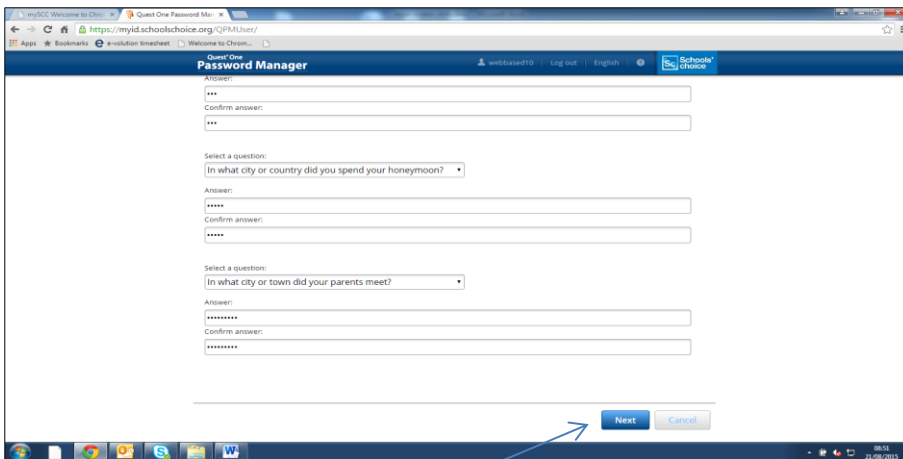 mySCC Welcome to Chro
Quest One Password Man
https://myid.schoolschoice.org/QPMUser/
Apps Bookmarks e-volution timesheet Welcome to Chrom...
Quest One
Password Manager
webbased10 Log out English ? Sc Schools' choice
Answer:
•••
Confirm answer:
•••
Select a question:
In what city or country did you spend your honeymoon?
Answer:
•••••
Confirm answer:
•••••
Select a question:
In what city or town did your parents meet?
Answer:
•••••••••
Confirm answer:
•••••••••
Next Cancel
08:51
21/08/2015